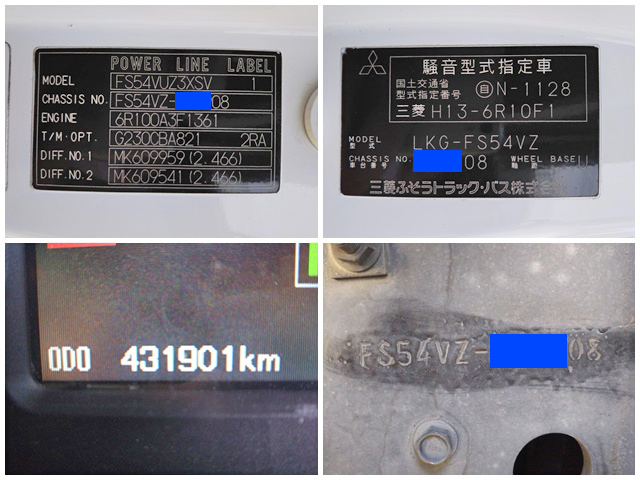 POWER LINE LABEL
MODEL FS54VUZ3XSV 1
CHASSIS NO. FS54VZ- 08
ENGINE 6R100A3F1361
T/M・OPT. G230CBA821 2RA
DIFF.NO.1 MK609959(2.466)
DIFF.NO.2 MK609541(2.466)
騒音型式指定車
国土交通省
型式指定番号 自N-1128
三菱 H13-6R10F1
MODEL
型式 LKG-FS54VZ
CHASSIS NO. WHEEL BASE
車台番号 08 軸距
三菱ふそうトラック・バス株式会社
ODO 431901km
FS54VZ- 08